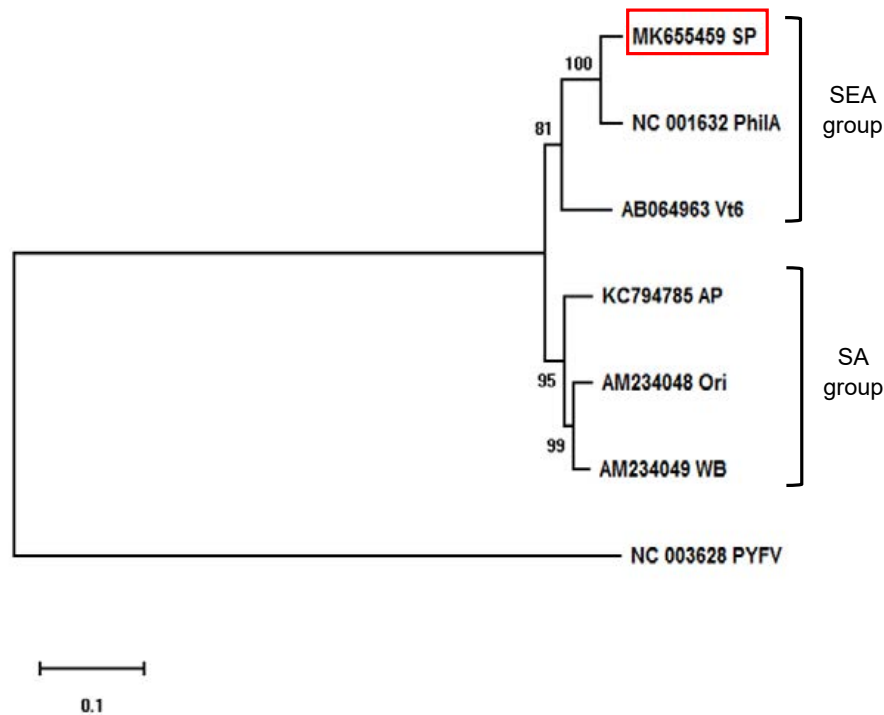 MK655459 SP
100
SEA
group
NC 001632 PhilA
81
AB064963 Vt6
KC794785 AP
SA
group
95
AM234048 Ori
99
AM234049 WB
NC 003628 PYFV
0.1